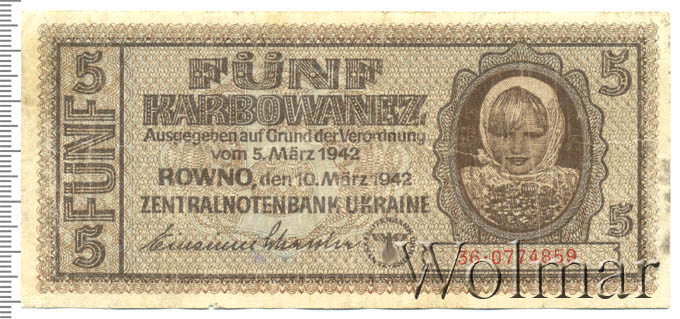 5 FUNF 5
FÜNF
KARBOWANEZ
Ausgegeben auf Grund der Verordnung
vom 5. März 1942
ROWNO, den 10. März 1942
ZENTRALNOTENBANK UKRAINE
5
5
36·0774859
Wolmar